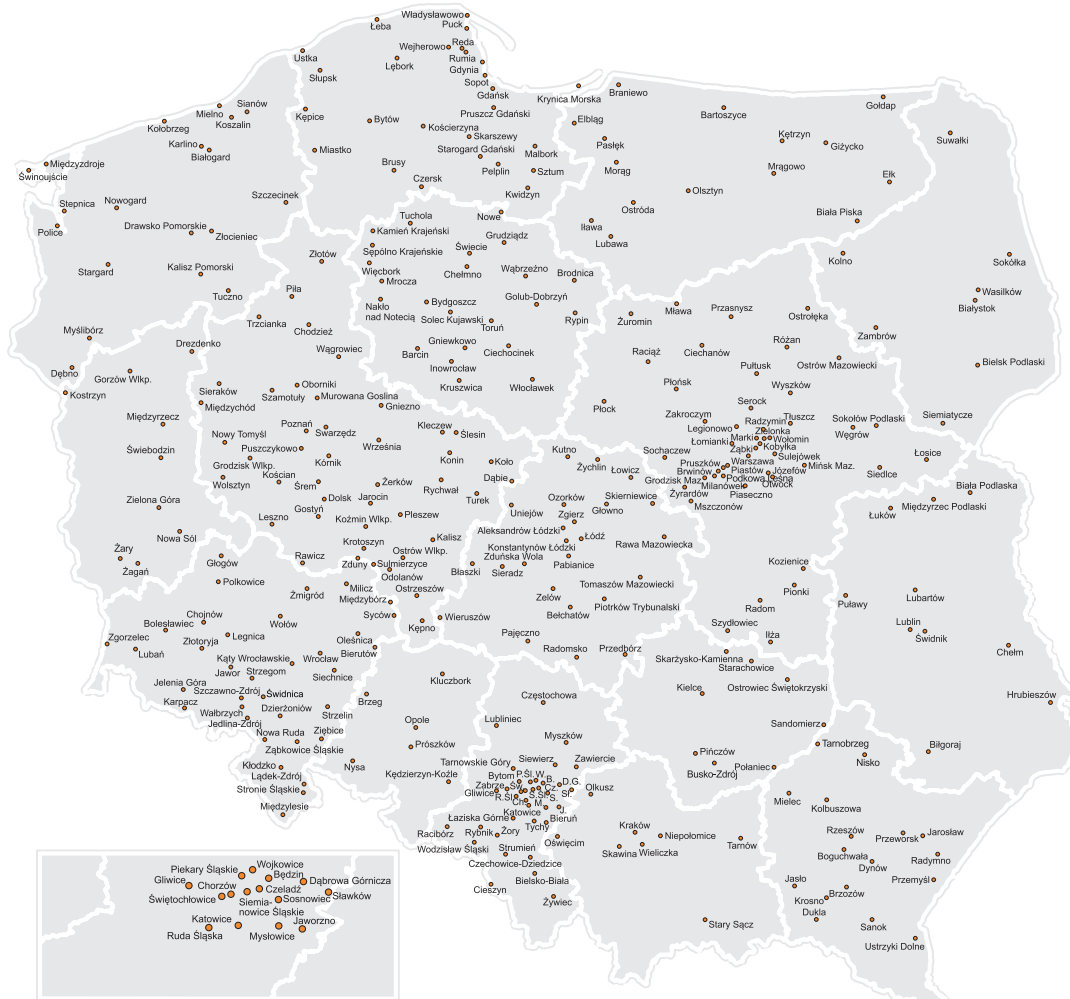 Władysławowo
Łeba
Puck
Wejherowo
Reda
Rumia
Ustka
Lębork
Gdynia
Słupsk
Sopot
Gdańsk
Krynica Morska
Braniewo
Gołdap
Mielno
Sianów
Kępice
Pruszcz Gdański
Bartoszyce
Koszalin
Bytów
Elbląg
Kołobrzeg
Kościerzyna
Kętrzyn
Skarszewy
Suwałki
Karlino
Białogard
Miastko
Starogard Gdański
Malbork
Pasłęk
Giżycko
Międzyzdroje
Brusy
Pelplin
Sztum
Morąg
Mrągowo
Świnoujście
Czersk
Ełk
Kwidzyn
Olsztyn
Stepnica
Nowogard
Szczecinek
Ostróda
Tuchola
Nowe
Biała Piska
Police
Drawsko Pomorskie
Złocieniec
Kamień Krajeński
Grudziądz
Iława
Lubawa
Sępólno Krajeńskie
Świecie
Złotów
Kolno
Sokółka
Stargard
Kalisz Pomorski
Więcbork
Chełmno
Wąbrzeźno
Brodnica
Mrocza
Tuczno
Piła
Wasilków
Nakło
nad Notecią
Bydgoszcz
Golub-Dobrzyń
Białystok
Solec Kujawski
Rypin
Żuromin
Mława
Przasnysz
Ostrołęka
Trzcianka
Chodzież
Toruń
Myślibórz
Zambrów
Drezdenko
Gniewkowo
Różan
Wągrowiec
Barcin
Ciechocinek
Raciąż
Ciechanów
Inowrocław
Ostrów Mazowiecki
Bielsk Podlaski
Dębno
Gorzów Wlkp.
Pułtusk
Kruszwica
Włocławek
Płońsk
Wyszków
Kostrzyn
Sieraków
Oborniki
Szamotuły
Murowana Goslina
Międzychód
Gniezno
Płock
Serock
Międzyrzecz
Zakroczym
Tłuszcz
Sokołów Podlaski
Siemiatycze
Poznań
Kleczew
Ślesin
Legionowo
Radzymin
Nowy Tomyśl
Swarzędz
Zielonka
Węgrów
Września
Łomianki
Marki
Wołomin
Świebodzin
Puszczykowo
Kutno
Sochaczew
Ząbki
Kobyłka
Sulejówek
Łosice
Grodzisk Wlkp.
Kórnik
Konin
Koło
Żychlin
Pruszków
Warszawa
Mińsk Maz.
Kościan
Łowicz
Brwinów
Piastów
Józefów
Siedlce
Wolsztyn
Śrem
Żerków
Rychwał
Dąbie
Grodzisk Maz.
Milanówek
Podkowa Leśna
Otwock
Biała Podlaska
Zielona Góra
Dolsk
Jarocin
Turek
Ozorków
Skierniewice
Żyrardów
Piaseczno
Gostyń
Pleszew
Uniejów
Głowno
Mszczonów
Międzyrzec Podlaski
Leszno
Koźmin Wlkp.
Zgierz
Łuków
Nowa Sól
Aleksandrów Łódzki
Łódź
Krotoszyn
Kalisz
Konstantynów Łódzki
Rawa Mazowiecka
Żary
Głogów
Rawicz
Ostrów Wlkp.
Zduńska Wola
Zduny
Sulmierzyce
Pabianice
Kozienice
Żagań
Odolanów
Błaszki
Sieradz
Polkowice
Milicz
Ostrzeszów
Tomaszów Mazowiecki
Pionki
Żmigród
Międzybórz
Zelów
Lubartów
Puławy
Chojnów
Syców
Wieruszów
Bełchatów
Piotrków Trybunalski
Radom
Bolesławiec
Wołów
Kępno
Szydłowiec
Lublin
Zgorzelec
Legnica
Oleśnica
Pajęczno
Świdnik
Złotoryja
Iłża
Lubań
Bierutów
Radomsko
Przedbórz
Chełm
Kąty Wrocławskie
Wrocław
Skarżysko-Kamienna
Jawor
Strzegom
Siechnice
Kluczbork
Starachowice
Jelenia Góra
Szczawno-Zdrój
Świdnica
Kielce
Ostrowiec Świętokrzyski
Karpacz
Brzeg
Częstochowa
Hrubieszów
Wałbrzych
Dzierżoniów
Strzelin
Jedlina-Zdrój
Opole
Lubliniec
Sandomierz
Nowa Ruda
Ziębice
Myszków
Ząbkowice Śląskie
Prószków
Tarnobrzeg
Biłgoraj
Pińczów
Kłodzko
Nysa
Tarnowskie Góry
Siewierz
Zawiercie
Nisko
Lądek-Zdrój
Kędzierzyn-Koźle
Bytom
P.Śl.
W.
B.
Busko-Zdrój
Połaniec
Stronie Śląskie
Zabrze
Św.
Cz.
D.G.
Gliwice
R.Śl.
S.Śl.
S.
Sł.
Olkusz
Ch.
M.
J.
Mielec
Kolbuszowa
Międzylesie
Katowice
Łaziska Górne
Bieruń
Tychy
Kraków
Niepołomice
Rzeszów
Przeworsk
Jarosław
Racibórz
Rybnik
Żory
Oświęcim
Tarnów
Wodzisław Śląski
Strumień
Skawina
Wieliczka
Boguchwała
Radymno
Czechowice-Dziedzice
Dynów
Bielsko-Biała
Jasło
Przemyśl
Cieszyn
Brzozów
Żywiec
Krosno
Dukla
Stary Sącz
Sanok
Ustrzyki Dolne
Wojkowice
Piekary Śląskie
Będzin
Gliwice
Dąbrowa Górnicza
Chorzów
Czeladź
Świętochłowice
Sosnowiec
Sławków
Siemia-
nowice Śląskie
Katowice
Jaworzno
Ruda Śląska
Mysłowice